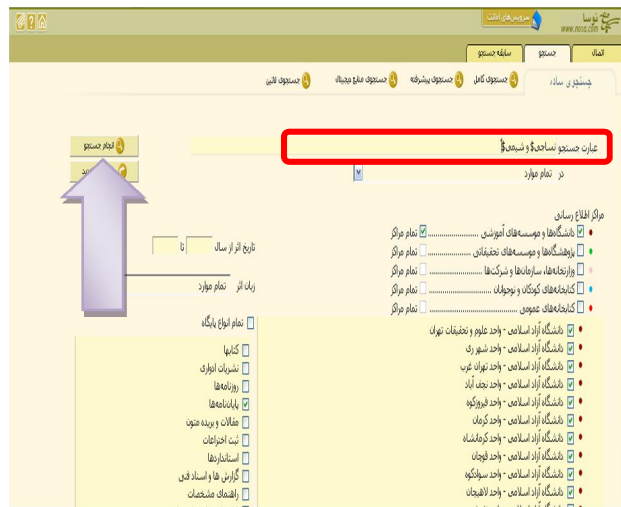 نوسا
www.nosa.com
سرویس‌های امانت
اتصال جستجو سابقه جستجو
جستجوی ساده جستجوی کامل جستجوی پیشرفته جستجوی منابع دیجیتال جستجوی لاتین
عبارت جستجو نساجی$ و شیمی$
انجام جستجو
در تمام موارد
مراکز اطلاع رسانی
دانشگاه‌ها و موسسه‌های آموزشی ........................ تمام مراکز
پژوهشگاه‌ها و موسسه‌های تحقیقاتی ........................ تمام مراکز
وزارتخانه‌ها، سازمان‌ها و شرکت‌ها ........................ تمام مراکز
کتابخانه‌های کودکان و نوجوانان ........................ تمام مراکز
کتابخانه‌های عمومی ........................ تمام مراکز
تاریخ اثر از سال تا
زبان اثر تمام موارد
دانشگاه آزاد اسلامی - واحد علوم و تحقیقات تهران
دانشگاه آزاد اسلامی - واحد شهر ری
دانشگاه آزاد اسلامی - واحد تهران غرب
دانشگاه آزاد اسلامی - واحد نجف آباد
دانشگاه آزاد اسلامی - واحد فیروزکوه
دانشگاه آزاد اسلامی - واحد کرمان
دانشگاه آزاد اسلامی - واحد کرمانشاه
دانشگاه آزاد اسلامی - واحد قوچان
دانشگاه آزاد اسلامی - واحد سوادکوه
دانشگاه آزاد اسلامی - واحد لاهیجان
تمام انواع پایگاه
کتابها
نشریات ادواری
روزنامه‌ها
پایان‌نامه‌ها
مقالات و بریده متون
ثبت اختراعات
استانداردها
گزارش ها و اسناد فنی
راهنمای مشخصات